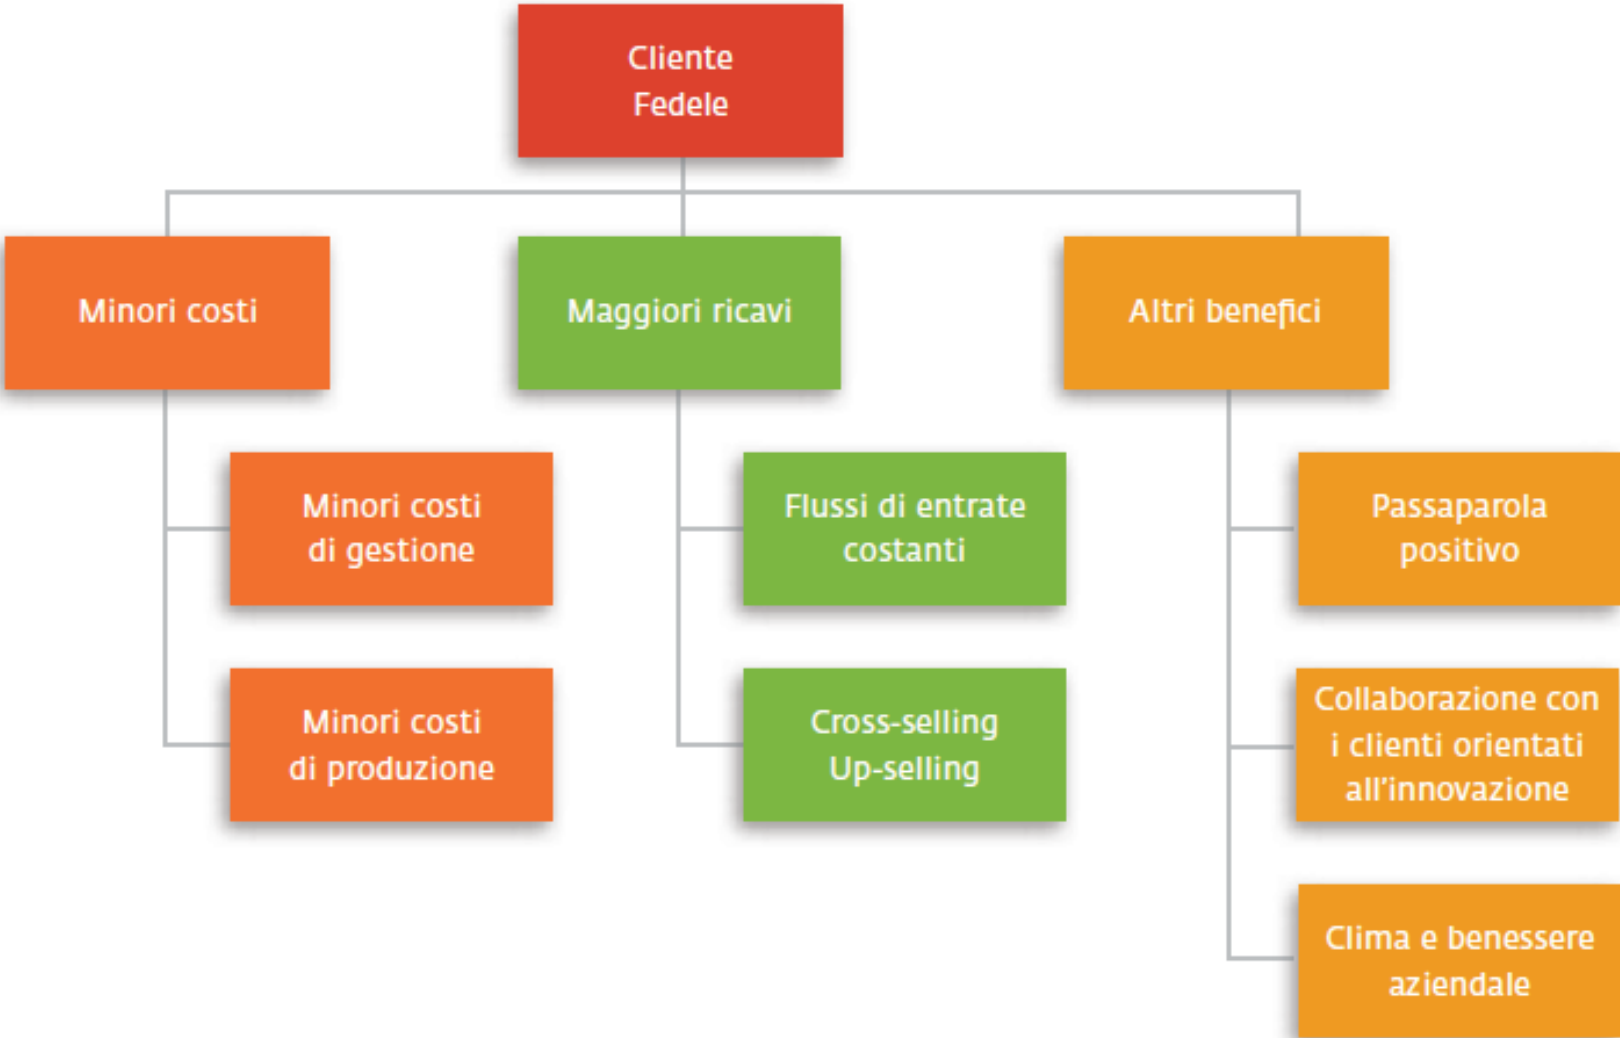 Cliente
Fedele
Minori costi
Maggiori ricavi
Altri benefici
Minori costi
di gestione
Flussi di entrate
costanti
Passaparola
positivo
Minori costi
di produzione
Cross-selling
Up-selling
Collaborazione con
i clienti orientati
all'innovazione
Clima e benessere
aziendale